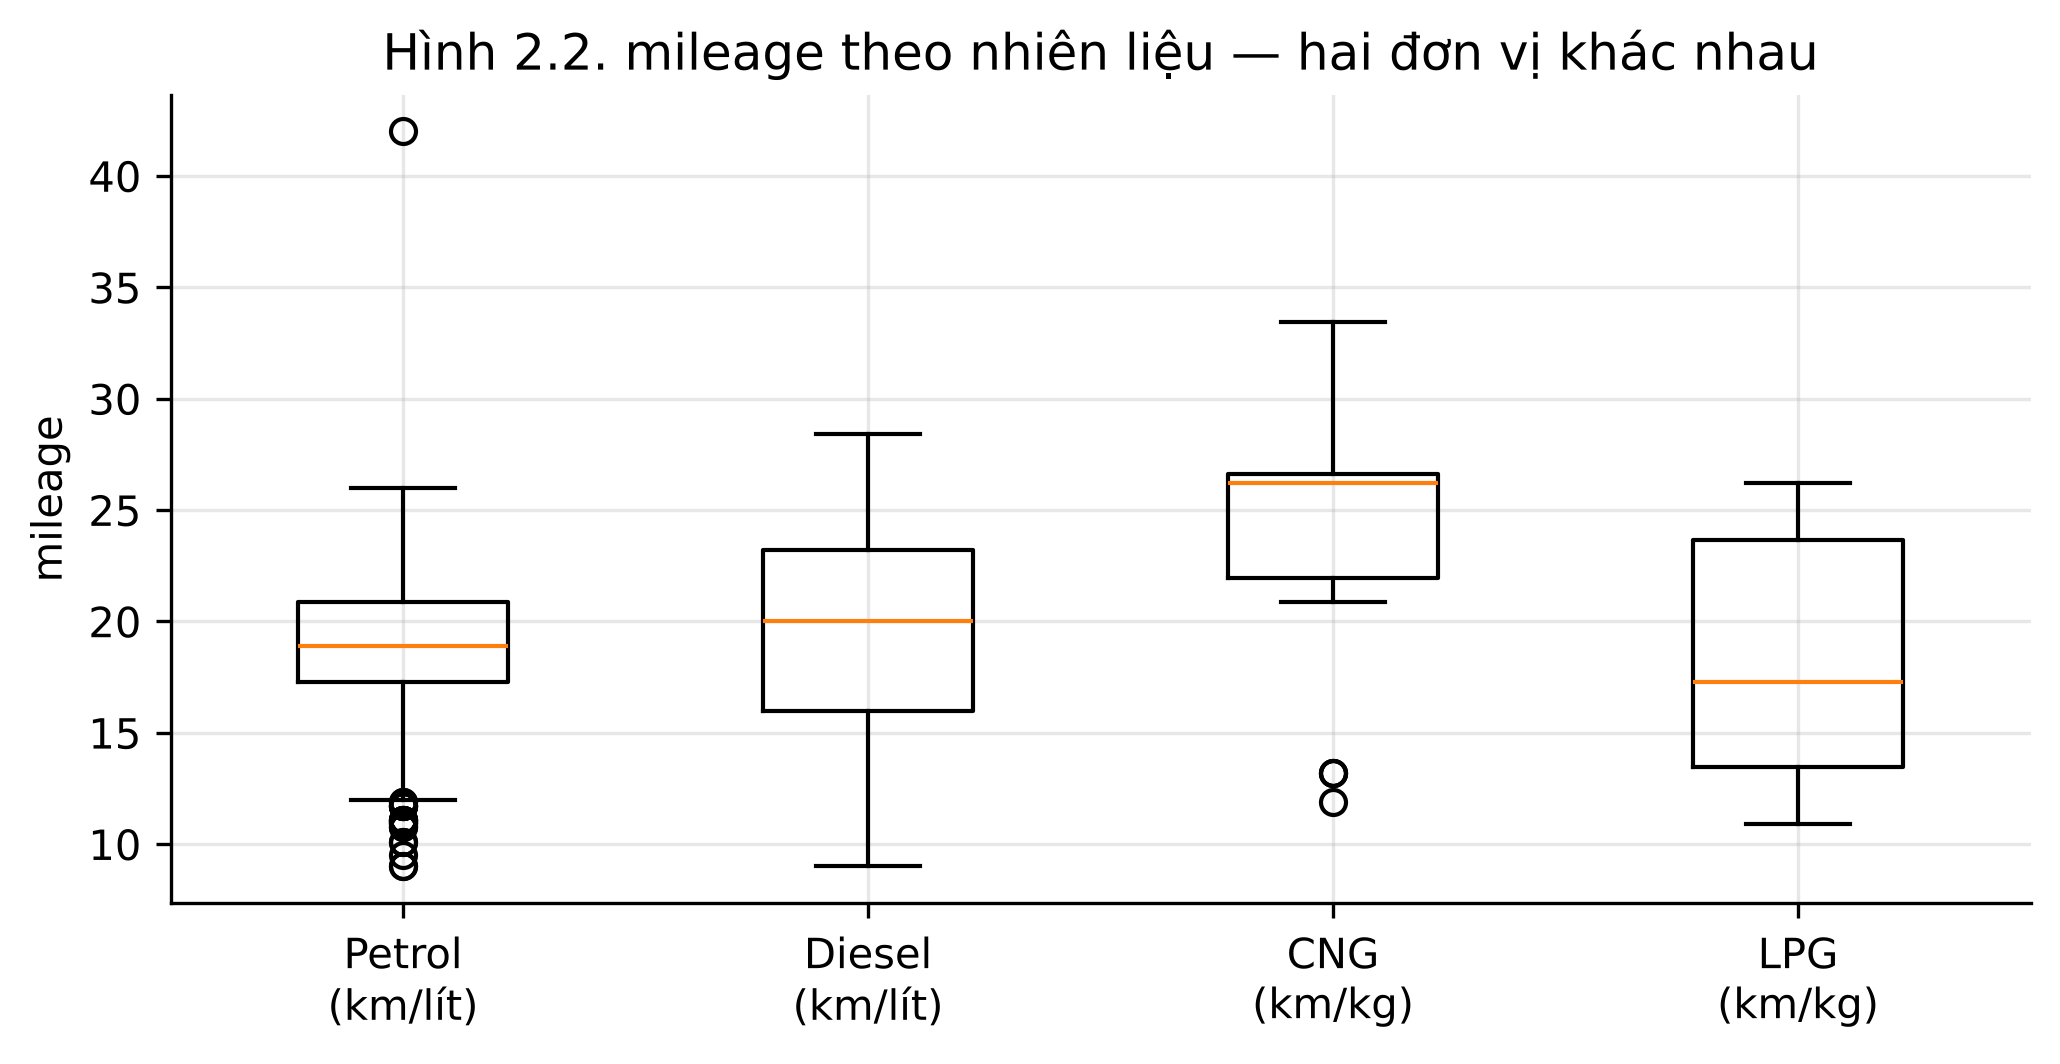 Hình 2.2. mileage theo nhiên liệu — hai đơn vị khác nhau
mileage
40
35
30
25
20
15
10
Petrol
(km/lít)
Diesel
(km/lít)
CNG
(km/kg)
LPG
(km/kg)